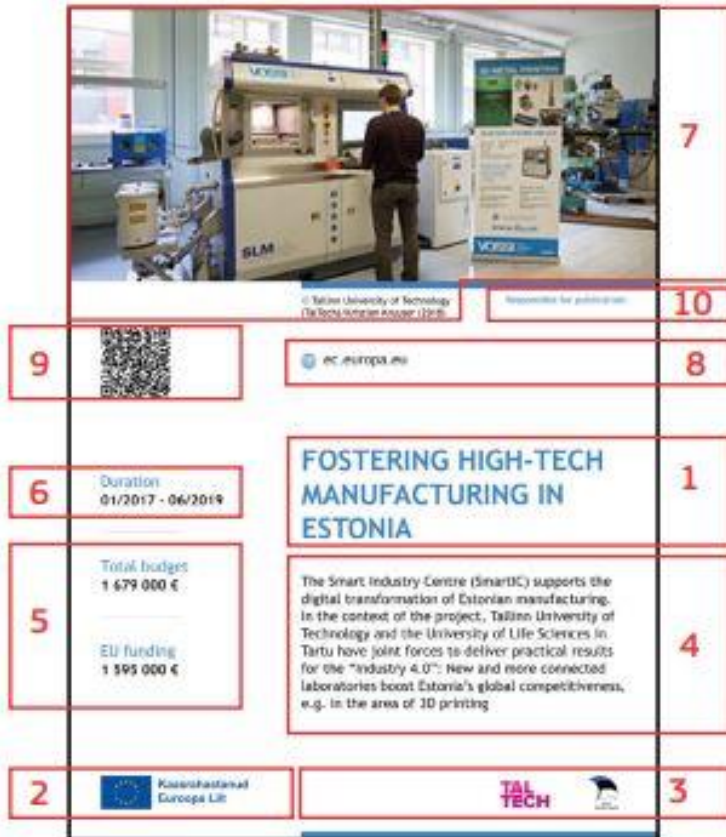 VOSSI
3D METAL PRINTING
SLM
VOSSI
7
© Tallinn University of Technology
Responsible for publication
10
9
ec.europa.eu
8
FOSTERING HIGH-TECH
MANUFACTURING IN
ESTONIA
1
6
Duration
01/2017 - 06/2019
5
Total budget
1 679 000 €
EU funding
1 595 000 €
The Smart Industry Centre (SmartIC) supports the
digital transformation of Estonian manufacturing.
In the context of the project, Tallinn University of
Technology and the University of Life Sciences in
Tartu have joint forces to deliver practical results
for the "Industry 4.0": New and more connected
laboratories boost Estonia's global competitiveness,
e.g. in the area of 3D printing
4
2
Kaasrahastanud
Euroopa Liit
TAL
TECH
3